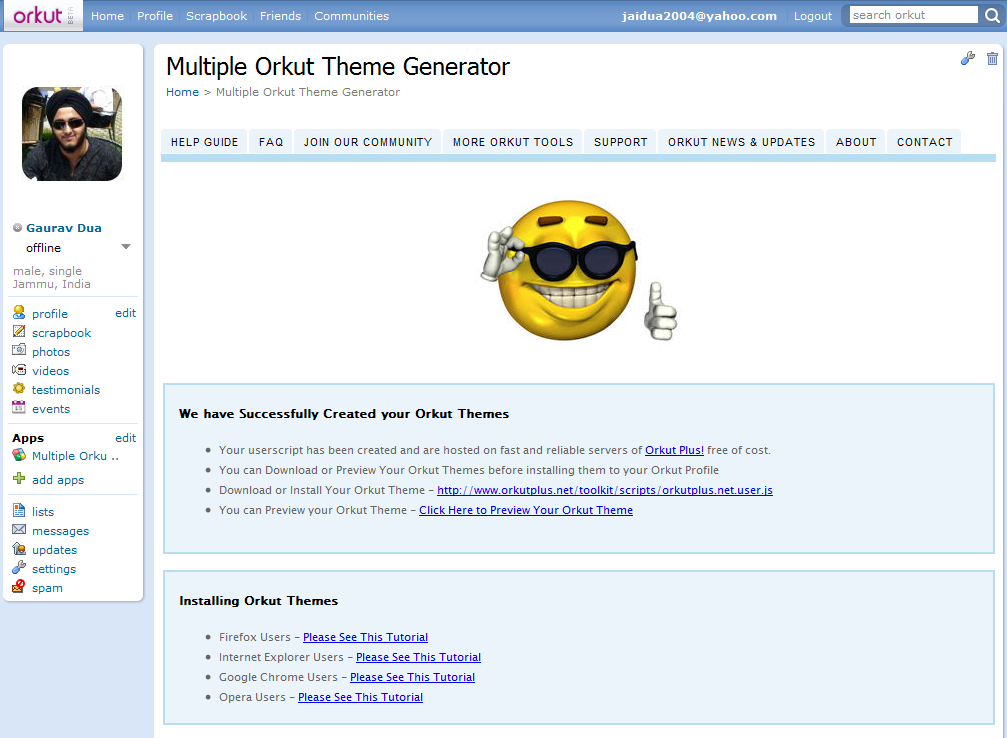 orkut BETA
Home Profile Scrapbook Friends Communities
jaidua2004@yahoo.com Logout search orkut
Gaurav Dua
offline
male, single
Jammu, India
profile edit
scrapbook
photos
videos
testimonials
events
Apps edit
Multiple Orku ..
add apps
lists
messages
updates
settings
spam
Multiple Orkut Theme Generator
Home > Multiple Orkut Theme Generator
HELP GUIDE FAQ JOIN OUR COMMUNITY MORE ORKUT TOOLS SUPPORT ORKUT NEWS & UPDATES ABOUT CONTACT
We have Successfully Created your Orkut Themes
Your userscript has been created and are hosted on fast and reliable servers of Orkut Plus! free of cost.
You can Download or Preview Your Orkut Themes before installing them to your Orkut Profile
Download or Install Your Orkut Theme – http://www.orkutplus.net/toolkit/scripts/orkutplus.net.user.js
You can Preview your Orkut Theme – Click Here to Preview Your Orkut Theme
Installing Orkut Themes
Firefox Users – Please See This Tutorial
Internet Explorer Users – Please See This Tutorial
Google Chrome Users – Please See This Tutorial
Opera Users – Please See This Tutorial